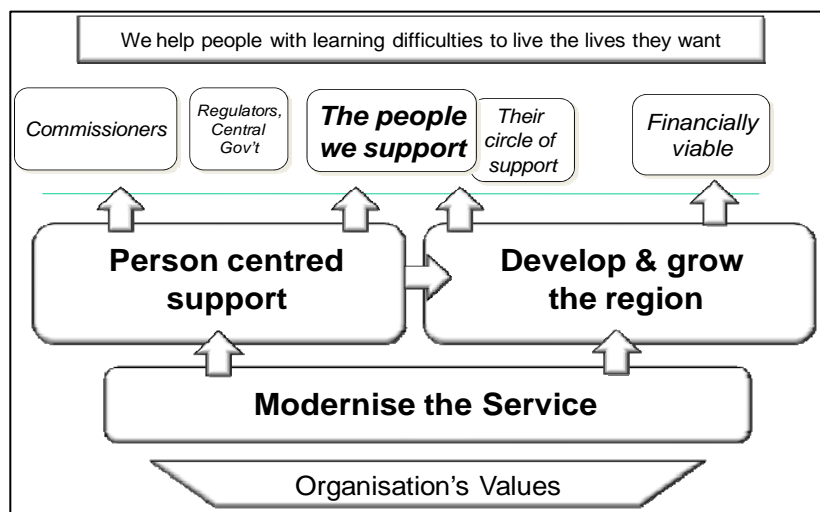 We help people with learning difficulties to live the lives they want
Commissioners
Regulators,
Central
Gov't
The people
we support
Their
circle of
support
Financially
viable
Person centred
support
Develop & grow
the region
Modernise the Service
Organisation's Values